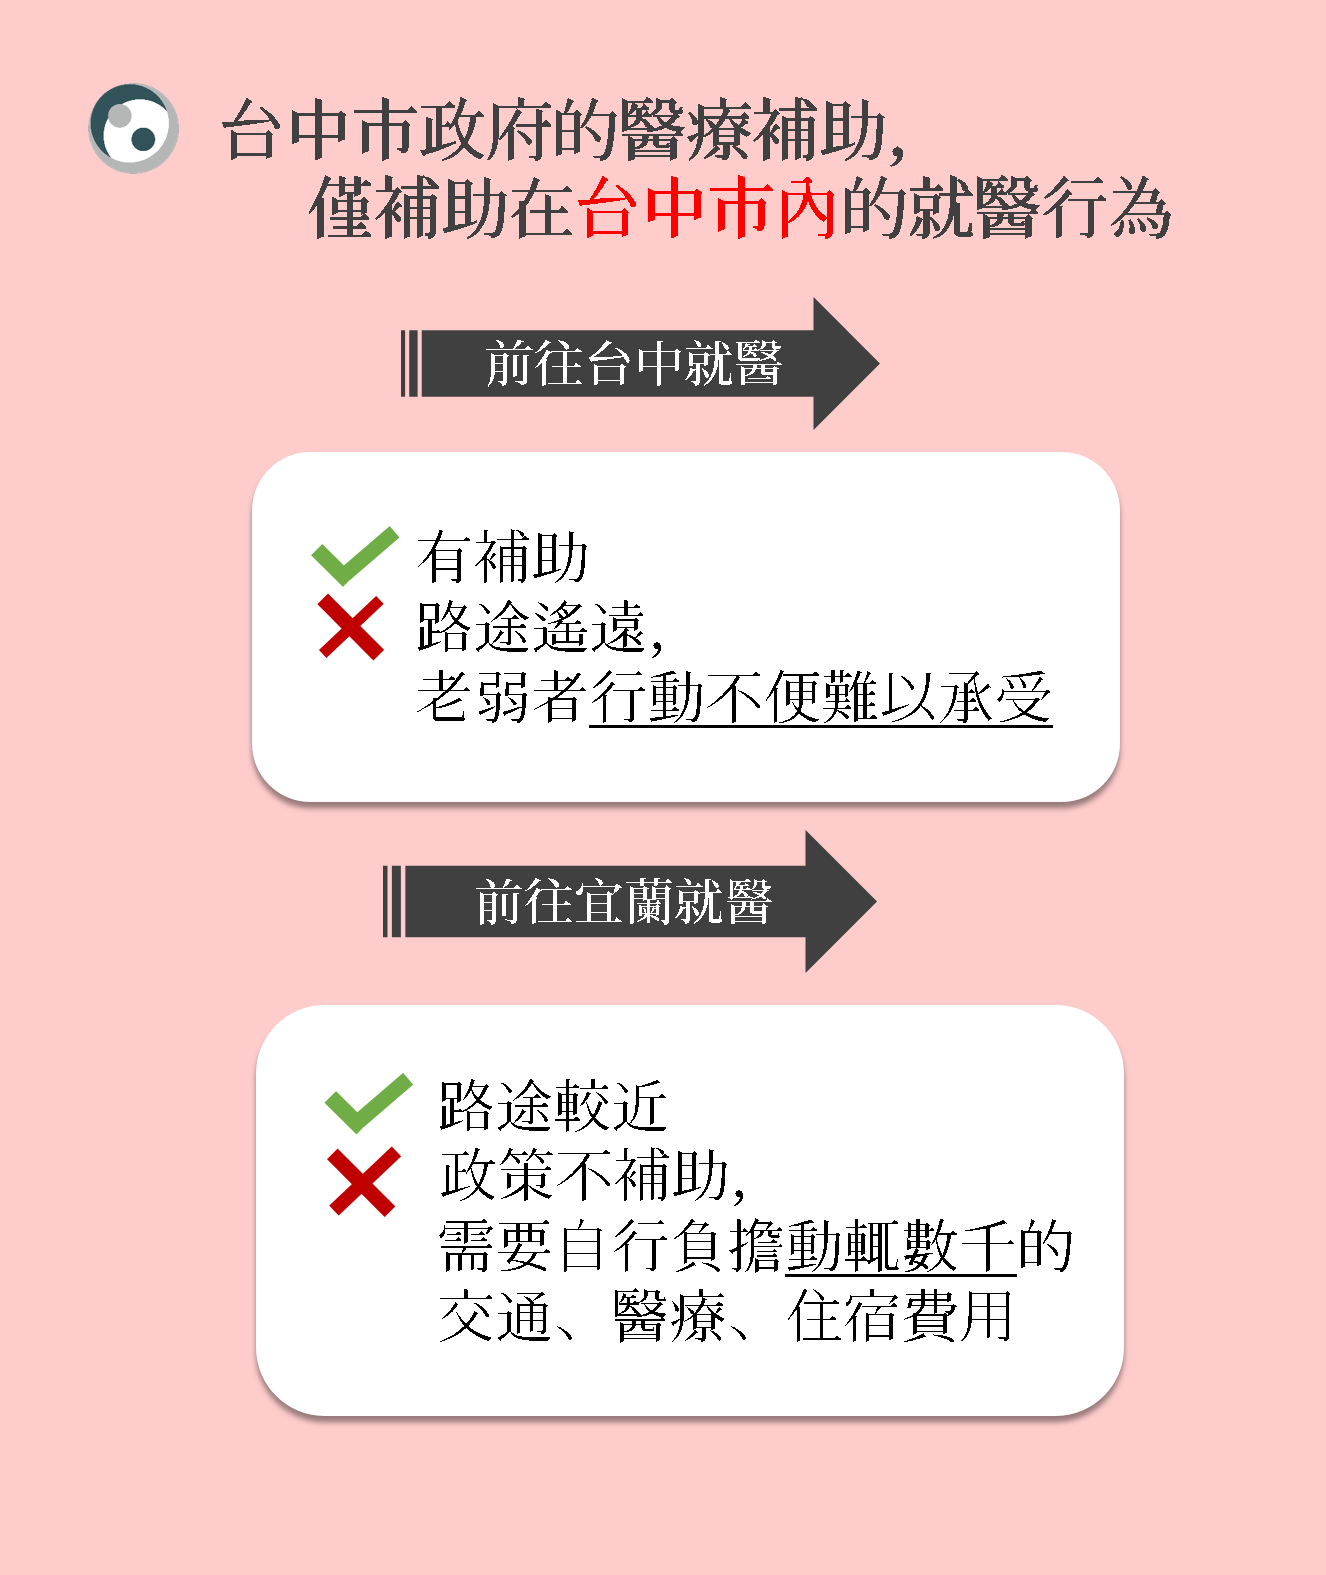 台中市政府的醫療補助,
僅補助在台中市內的就醫行為
前往台中就醫
有補助
路途遙遠,
老弱者行動不便難以承受
前往宜蘭就醫
路途較近
政策不補助,
需要自行負擔動輒數千的
交通、醫療、住宿費用